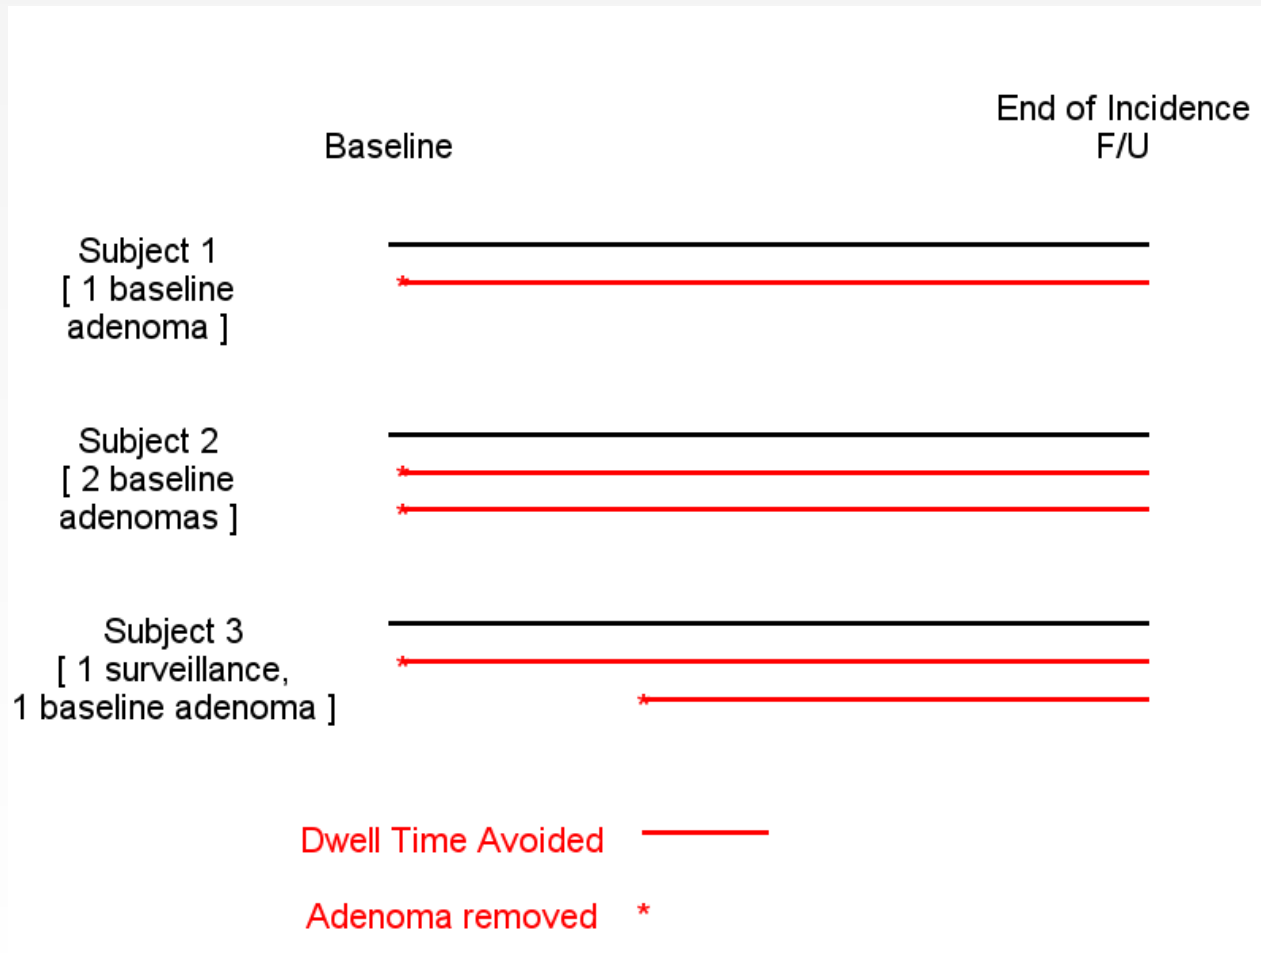 End of Incidence
Baseline F/U
Subject 1
[ 1 baseline
adenoma ]
Subject 2
[ 2 baseline
adenomas ]
Subject 3
[ 1 surveillance,
1 baseline adenoma ]
Dwell Time Avoided
Adenoma removed *